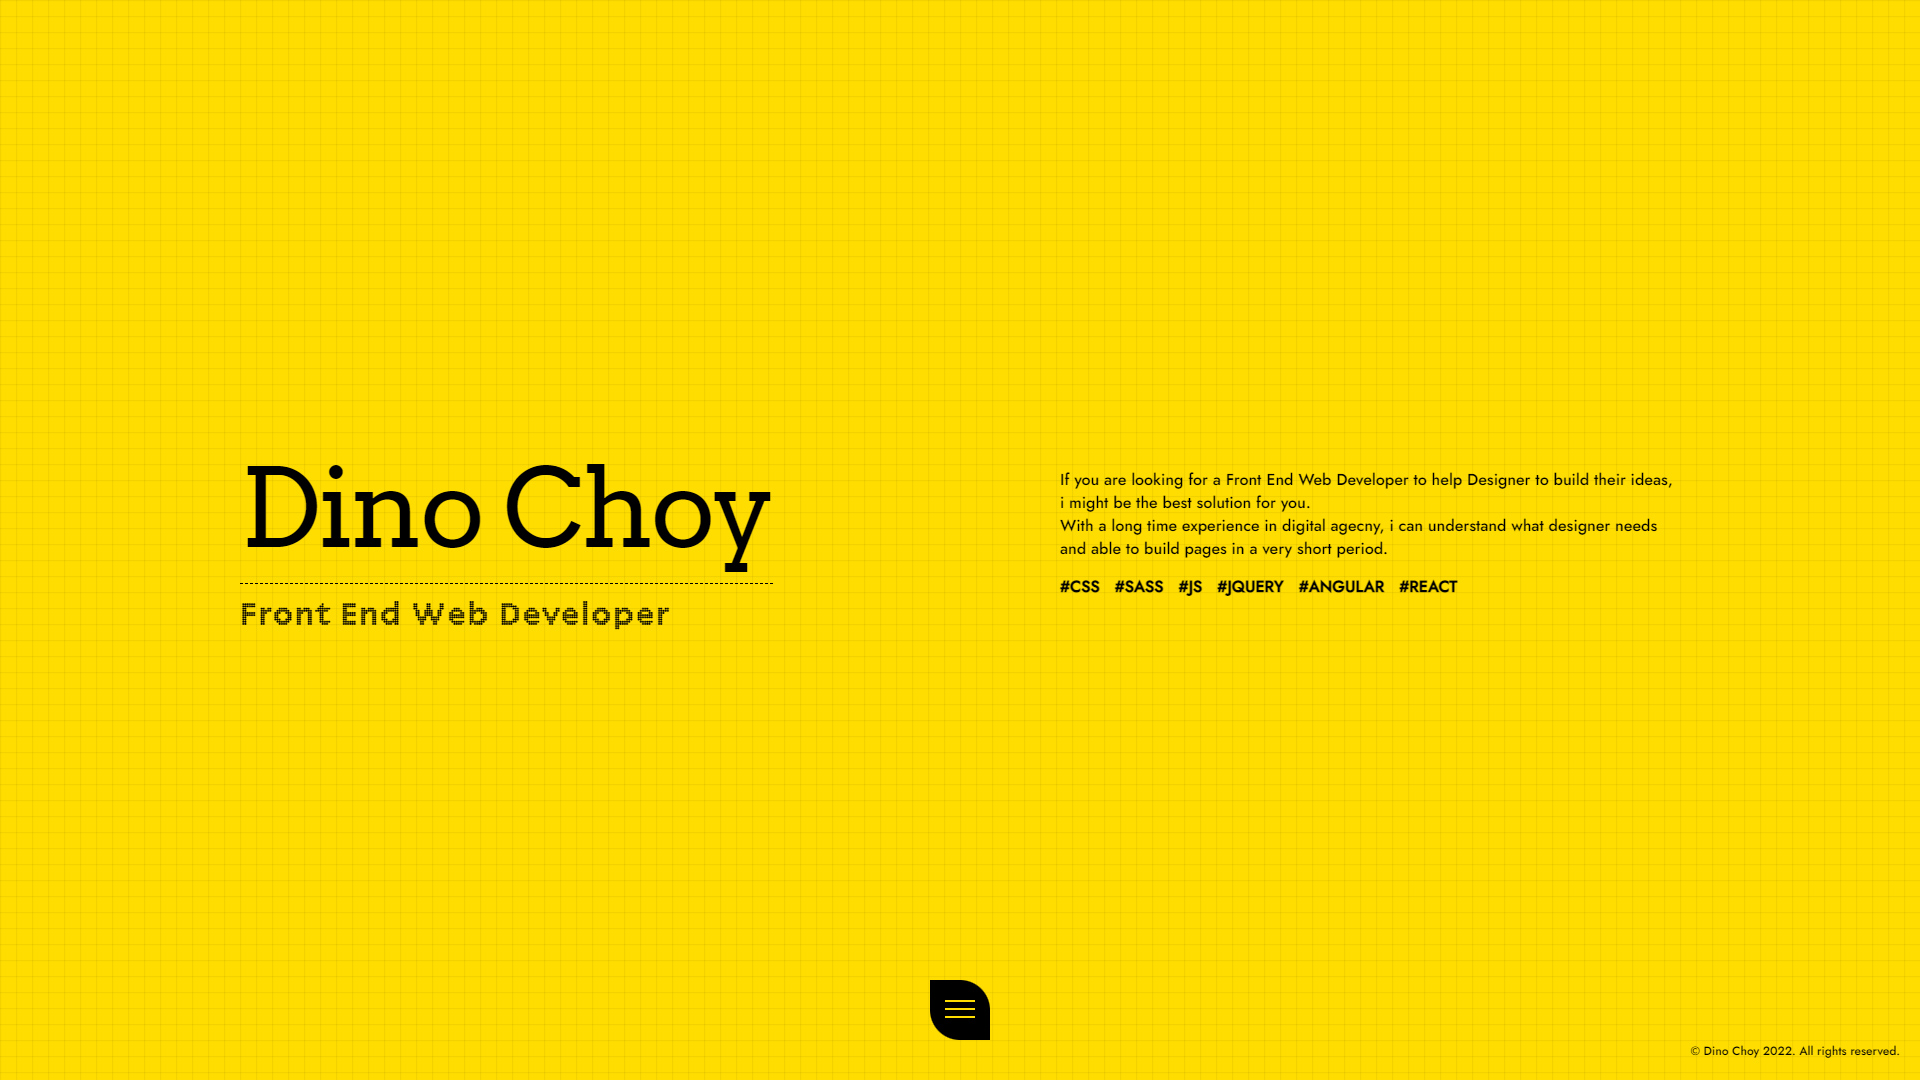 Dino Choy
Front End Web Developer
If you are looking for a Front End Web Developer to help Designer to build their ideas,
i might be the best solution for you.
With a long time experience in digital agecny, i can understand what designer needs
and able to build pages in a very short period.
#CSS #SASS #JS #JQUERY #ANGULAR #REACT
© Dino Choy 2022. All rights reserved.